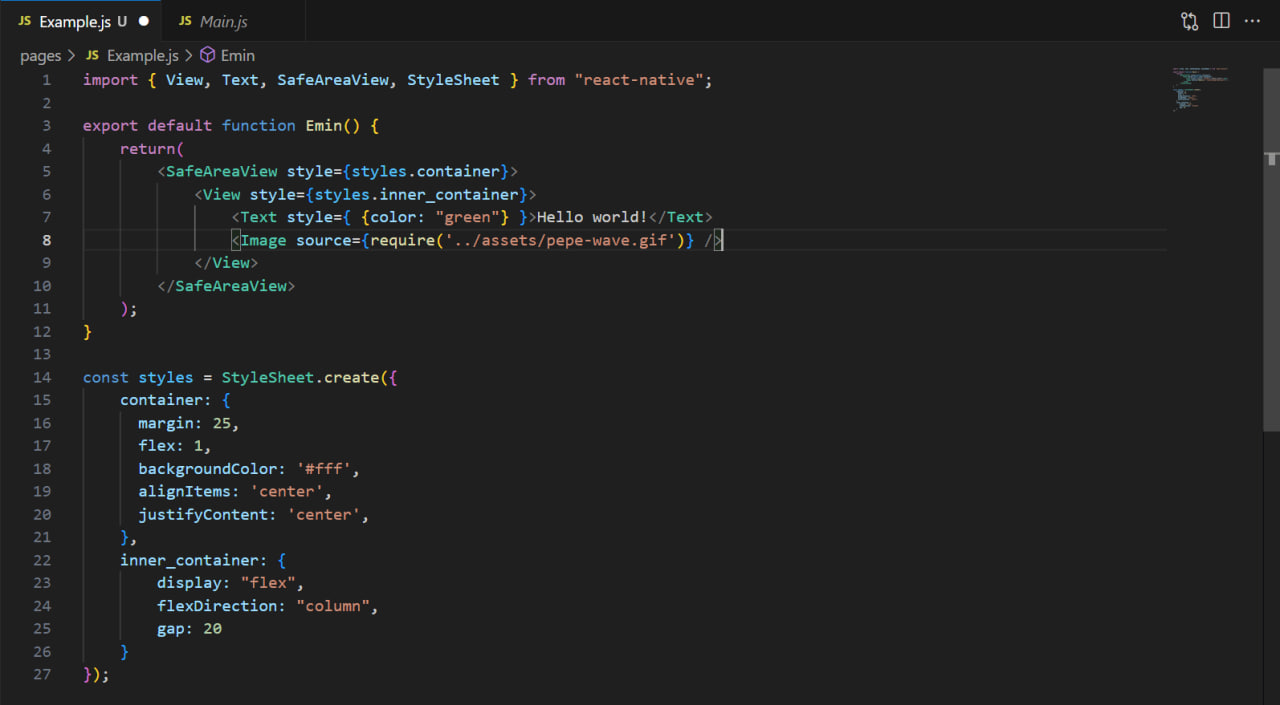 JS Example.js U ● JS Main.js
pages > JS Example.js > Emin
1 import { View, Text, SafeAreaView, StyleSheet } from "react-native";
2
3 export default function Emin() {
4     return(
5         <SafeAreaView style={styles.container}>
6             <View style={styles.inner_container}>
7                 <Text style={ {color: "green"} }>Hello world!</Text>
8                 <Image source={require('../assets/pepe-wave.gif')} />
9             </View>
10         </SafeAreaView>
11     );
12 }
13
14 const styles = StyleSheet.create({
15     container: {
16       margin: 25,
17       flex: 1,
18       backgroundColor: '#fff',
19       alignItems: 'center',
20       justifyContent: 'center',
21     },
22     inner_container: {
23         display: "flex",
24         flexDirection: "column",
25         gap: 20
26     }
27 });